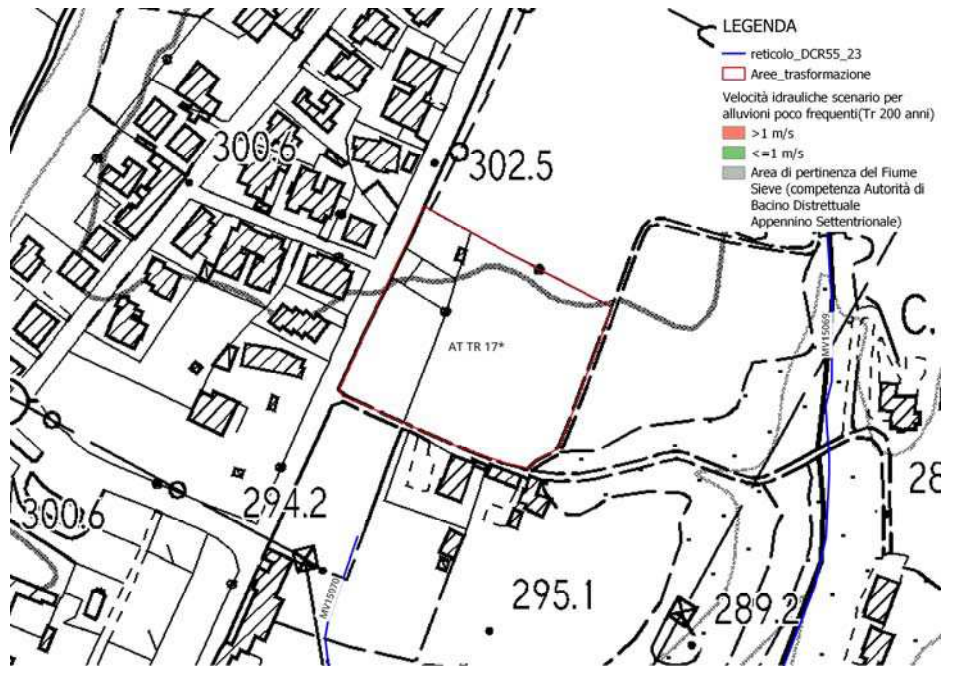 LEGENDA
reticolo_DCR55_23
Aree_trasformazione
Velocità idrauliche scenario per
alluvioni poco frequenti(Tr 200 anni)
>1 m/s
<=1 m/s
Area di pertinenza del Fiume
Sieve (competenza Autorità di
Bacino Distrettuale
Appennino Settentrionale)
300.6
302.5
AT TR 17*
MV15069
C.
294.2
300.6
28
MV15070
295.1
289.2